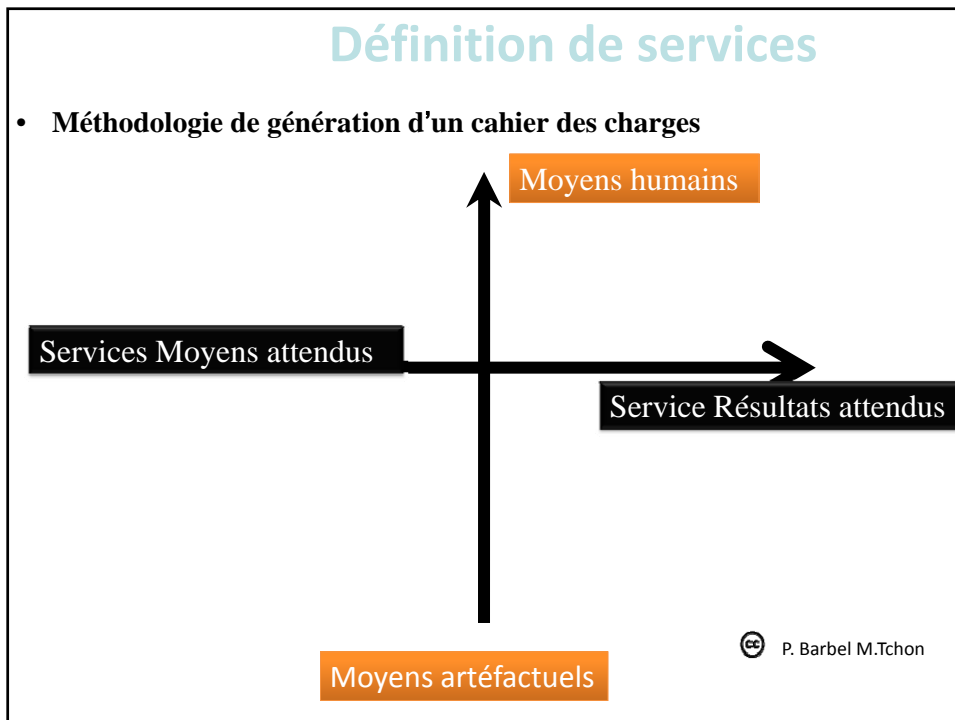 Définition de services
• Méthodologie de génération d'un cahier des charges
Moyens humains
Services Moyens attendus
Service Résultats attendus
cc P. Barbel M.Tchon
Moyens artéfactuels